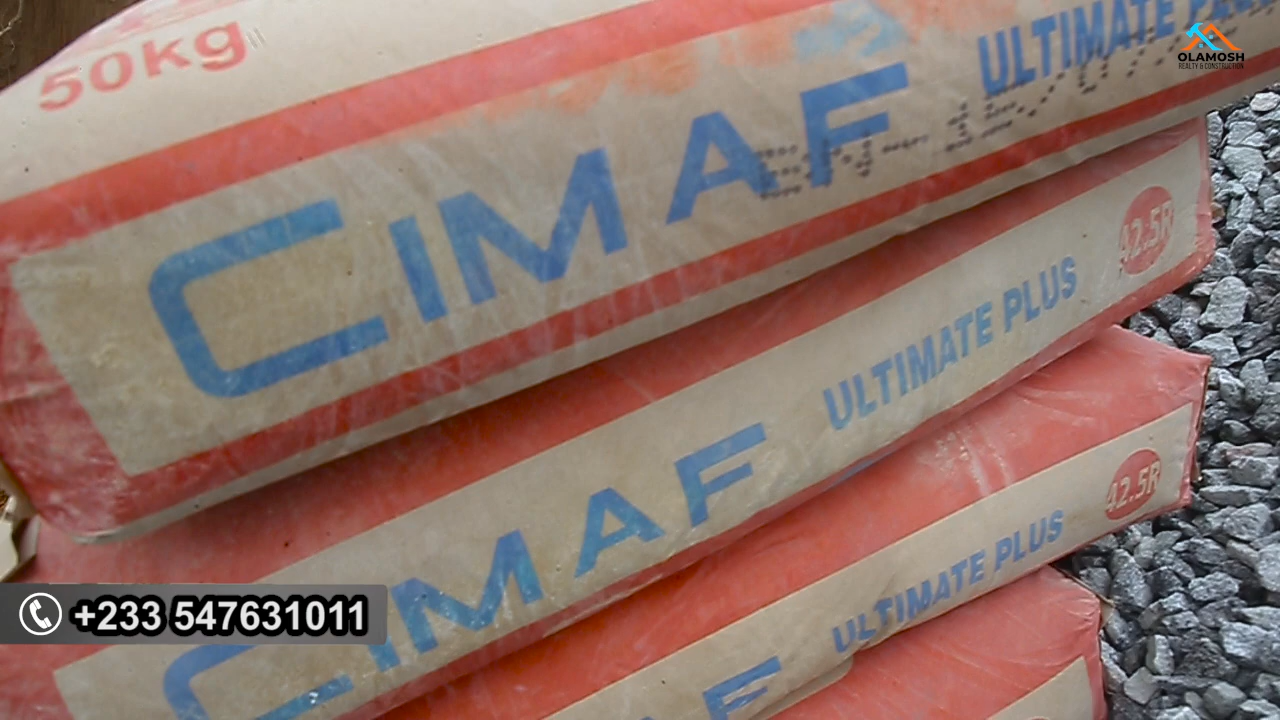 50kg
CIMAF
ULTIMATE
OLAMOSH
REALTY & CONSTRUCTION
CIMAF
ULTIMATE PLUS
42.5R
ULTIMATE PLUS
42.5R
+233 547631011